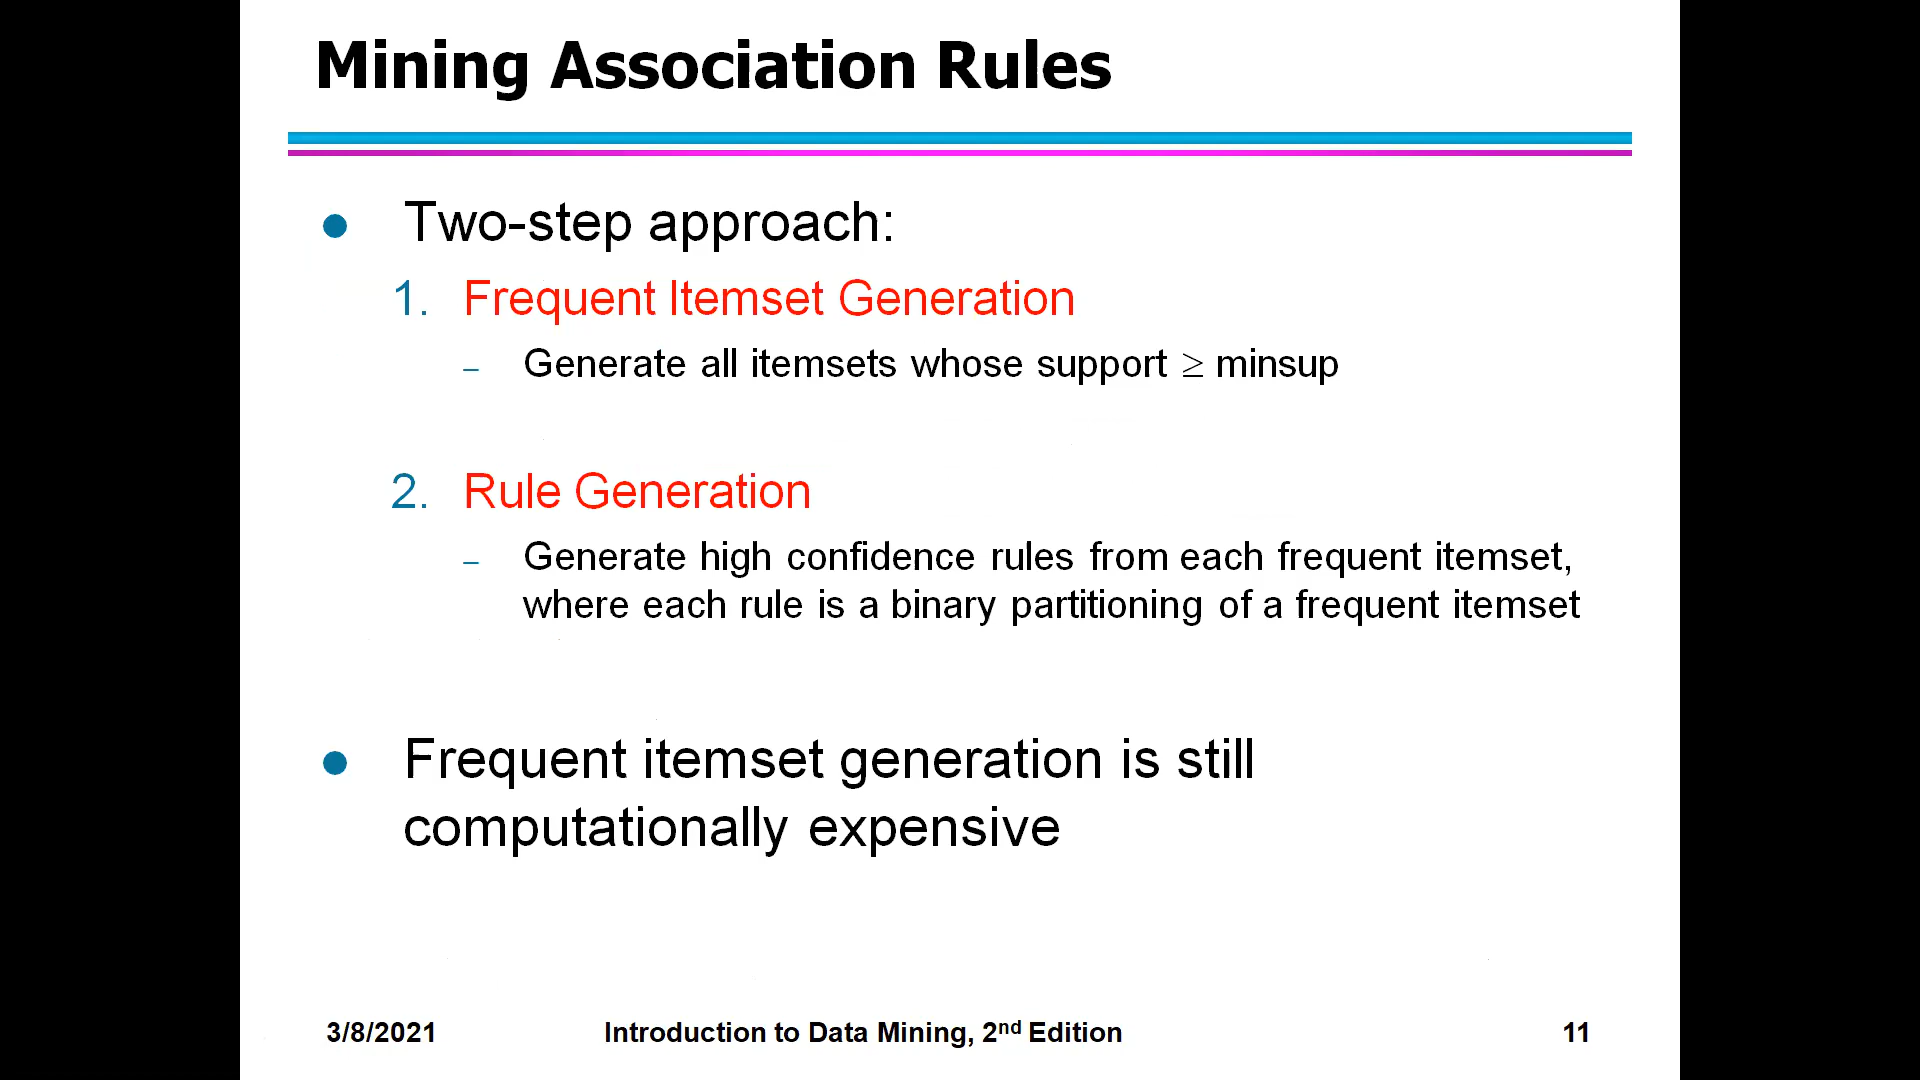 Mining Association Rules
● Two-step approach:
1. Frequent Itemset Generation
– Generate all itemsets whose support ≥ minsup
2. Rule Generation
– Generate high confidence rules from each frequent itemset,
where each rule is a binary partitioning of a frequent itemset
● Frequent itemset generation is still
computationally expensive
3/8/2021 Introduction to Data Mining, 2nd Edition 11